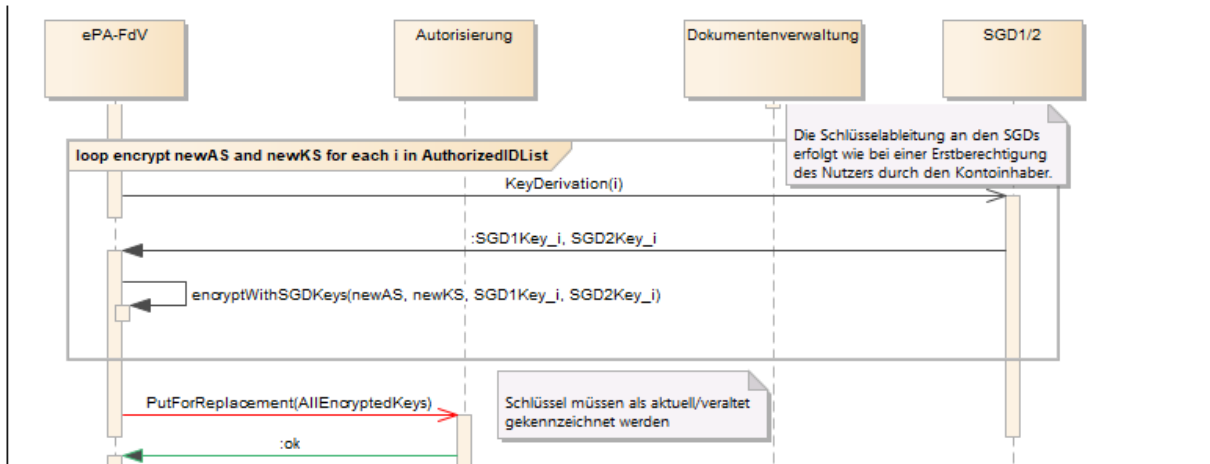 ePA-FdV
Autorisierung
Dokumentenverwaltung
SGD1/2
Die Schlüsselableitung an den SGDs
erfolgt wie bei einer Erstberechtigung
des Nutzers durch den Kontoinhaber.
loop encrypt newAS and newKS for each i in AuthorizedIDList
KeyDerivation(i)
:SGD1Key_i, SGD2Key_i
encryptWithSGDKeys(newAS, newKS, SGD1Key_i, SGD2Key_i)
PutForReplacement(AllEncryptedKeys)
Schlüssel müssen als aktuell/veraltet
gekennzeichnet werden
:ok